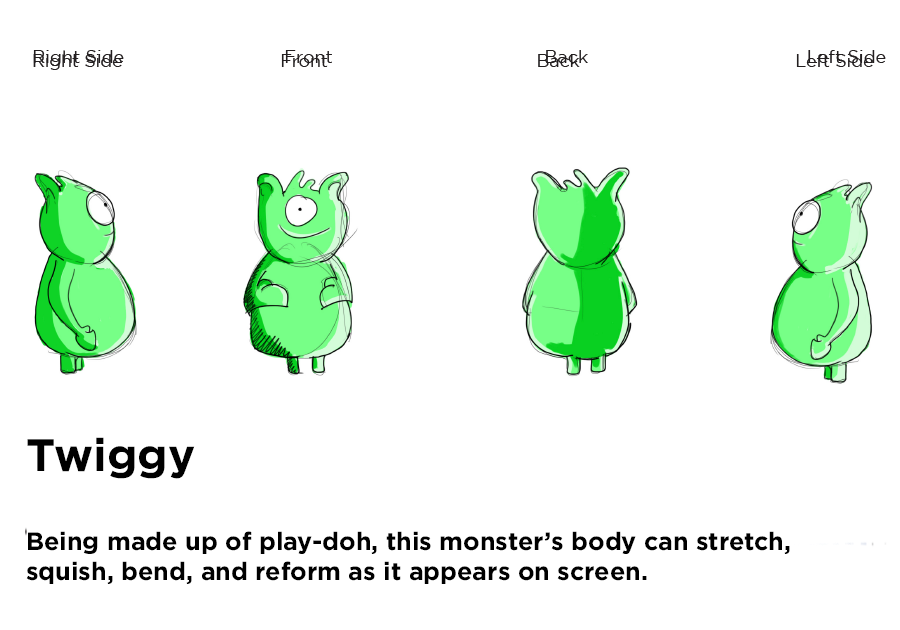 Right Side
Right Side
Front
Front
Back
Back
Left Side
Left Side
Twiggy
Being made up of play-doh, this monster’s body can stretch,
squish, bend, and reform as it appears on screen.